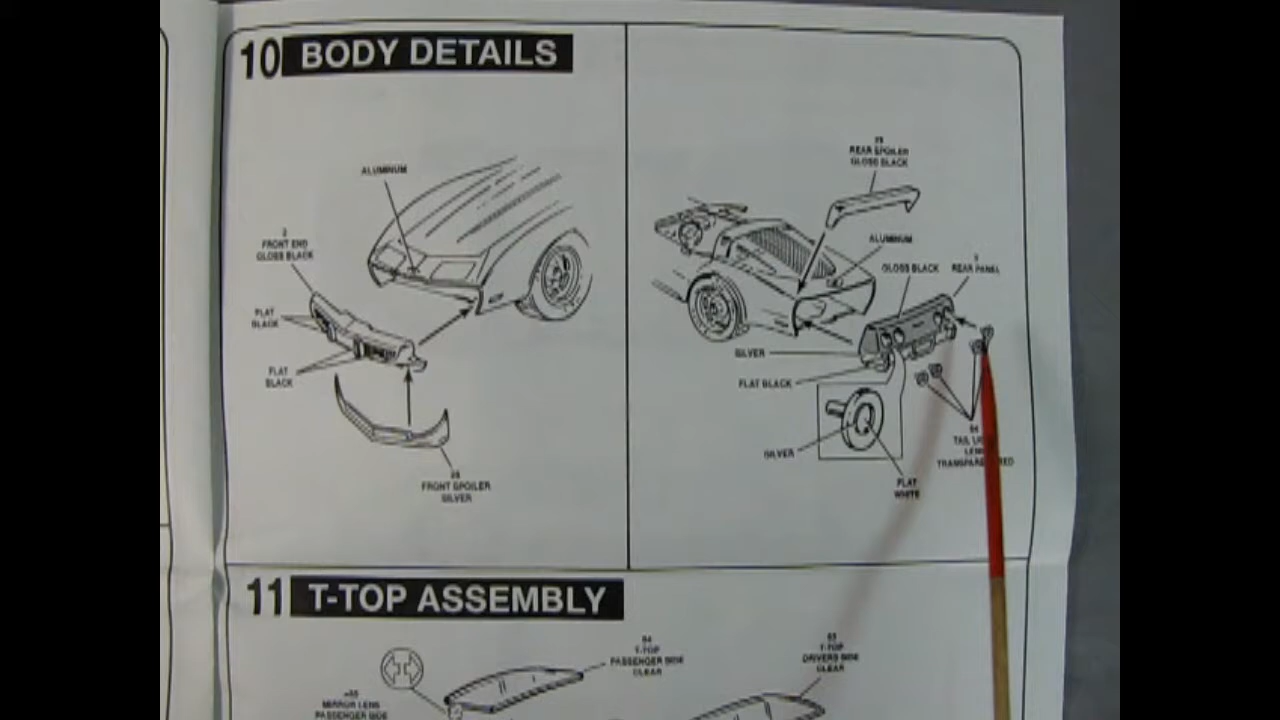 10 BODY DETAILS
ALUMINUM
2
FRONT END
GLOSS BLACK
FLAT
BLACK
FLAT
BLACK
FRONT SPOILER
SILVER
REAR SPOILER
GLOSS BLACK
ALUMINUM
GLOSS BLACK
REAR PANEL
SILVER
FLAT BLACK
SILVER
FLAT
WHITE
TAIL
11 T-TOP ASSEMBLY
T-TOP
PASSENGER SIDE
CLEAR
T-TOP
DRIVERS SIDE
CLEAR
MIRROR LENS
PASSENGER SIDE